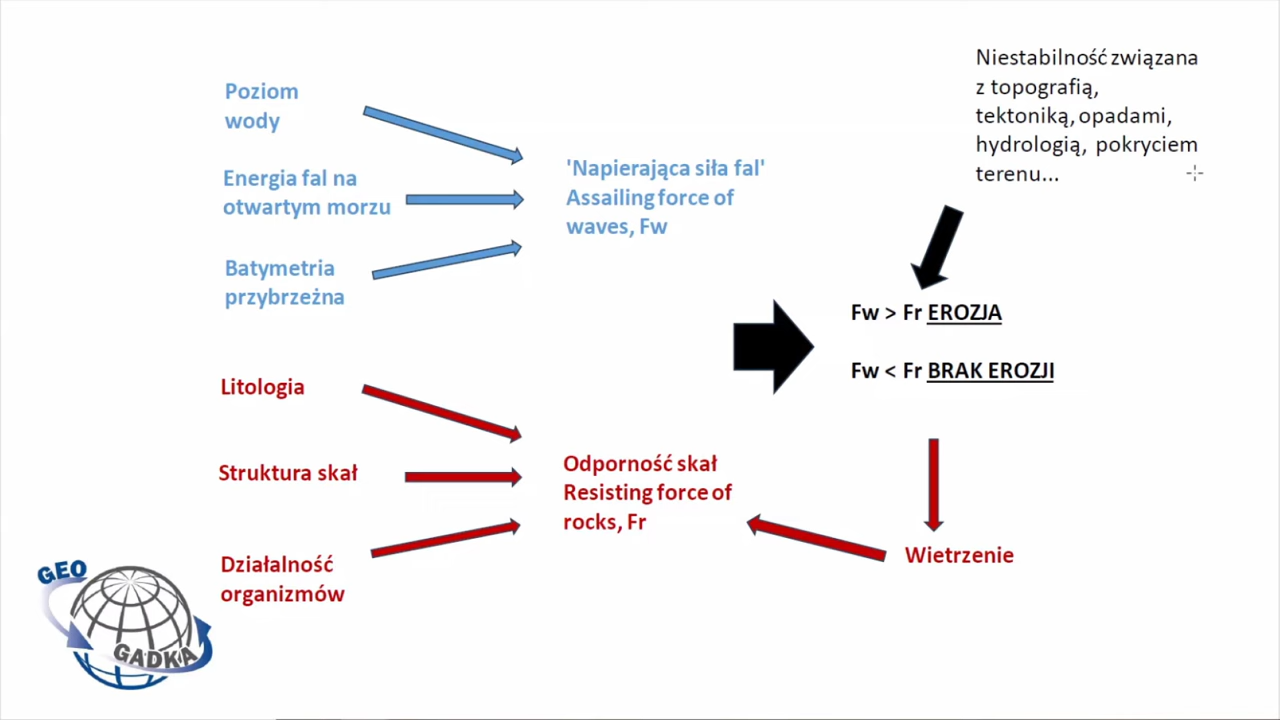 Poziom
wody
Energia fal na
otwartym morzu
Batymetria
przybrzeżna
'Napierająca siła fal'
Assailing force of
waves, Fw
Niestabilność związana
z topografią,
tektoniką, opadami,
hydrologią, pokryciem
terenu...
Fw > Fr EROZJA
Fw < Fr BRAK EROZJI
Litologia
Struktura skał
Działalność
organizmów
Odporność skał
Resisting force of
rocks, Fr
Wietrzenie
GEO
GADKA